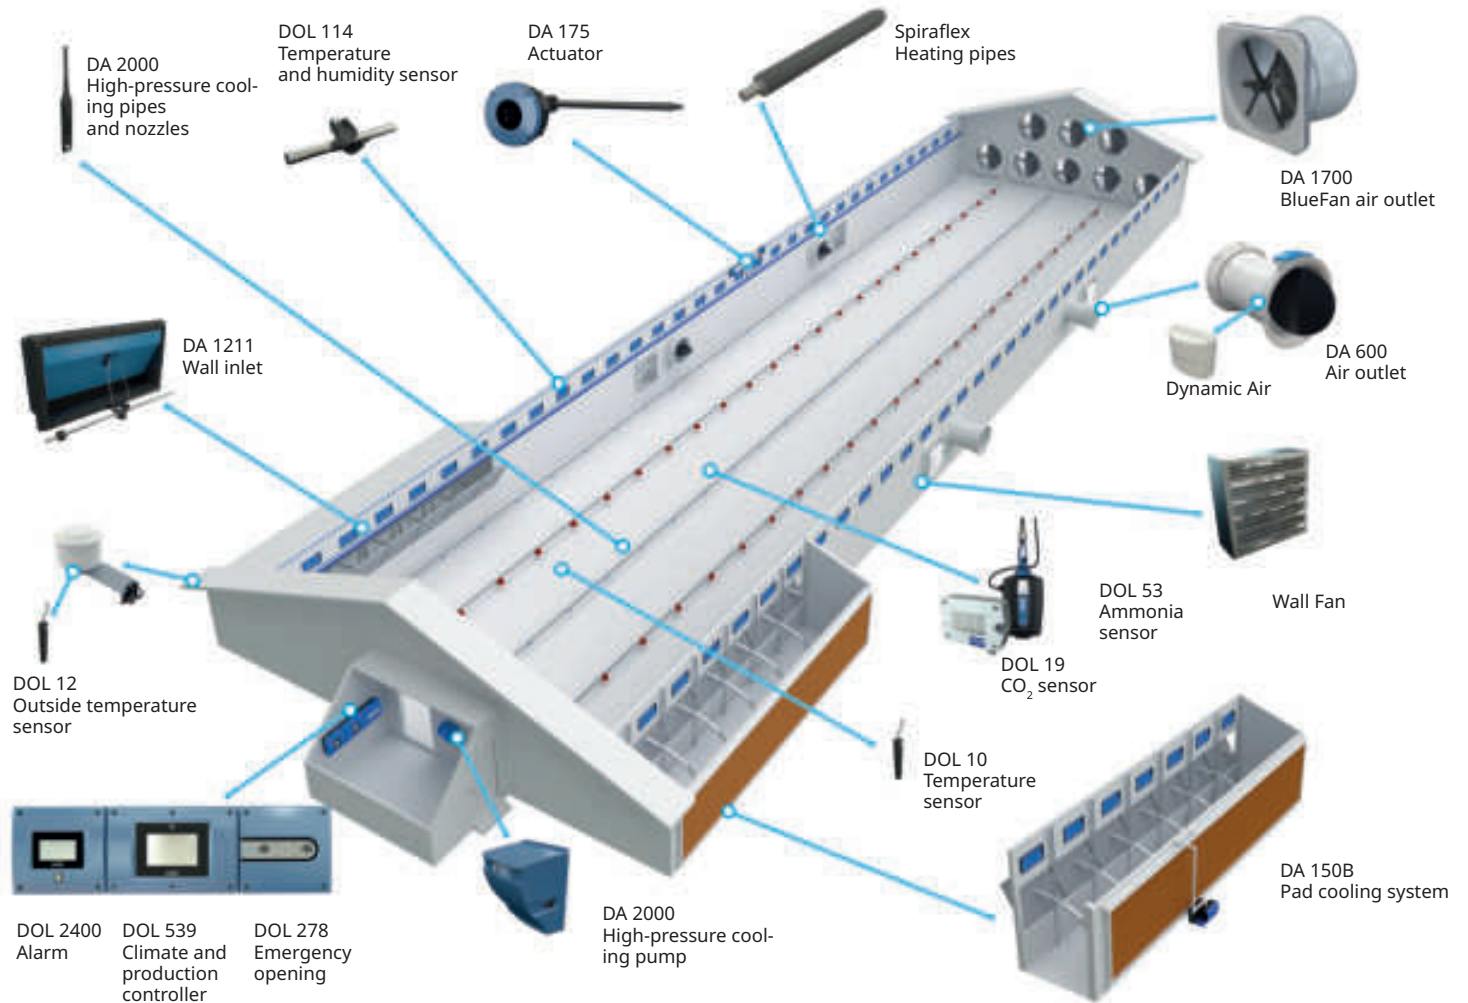 DA 2000
High-pressure cool-
ing pipes
and nozzles
DOL 114
Temperature
and humidity sensor
DA 175
Actuator
Spiraflex
Heating pipes
DA 1700
BlueFan air outlet
DA 1211
Wall inlet
DA 600
Air outlet
Dynamic Air
Wall Fan
DOL 53
Ammonia
sensor
DOL 19
CO₂ sensor
DOL 12
Outside temperature
sensor
DOL 10
Temperature
sensor
DA 150B
Pad cooling system
DA 2000
High-pressure cool-
ing pump
DOL 2400
Alarm
DOL 539
Climate and
production
controller
DOL 278
Emergency
opening